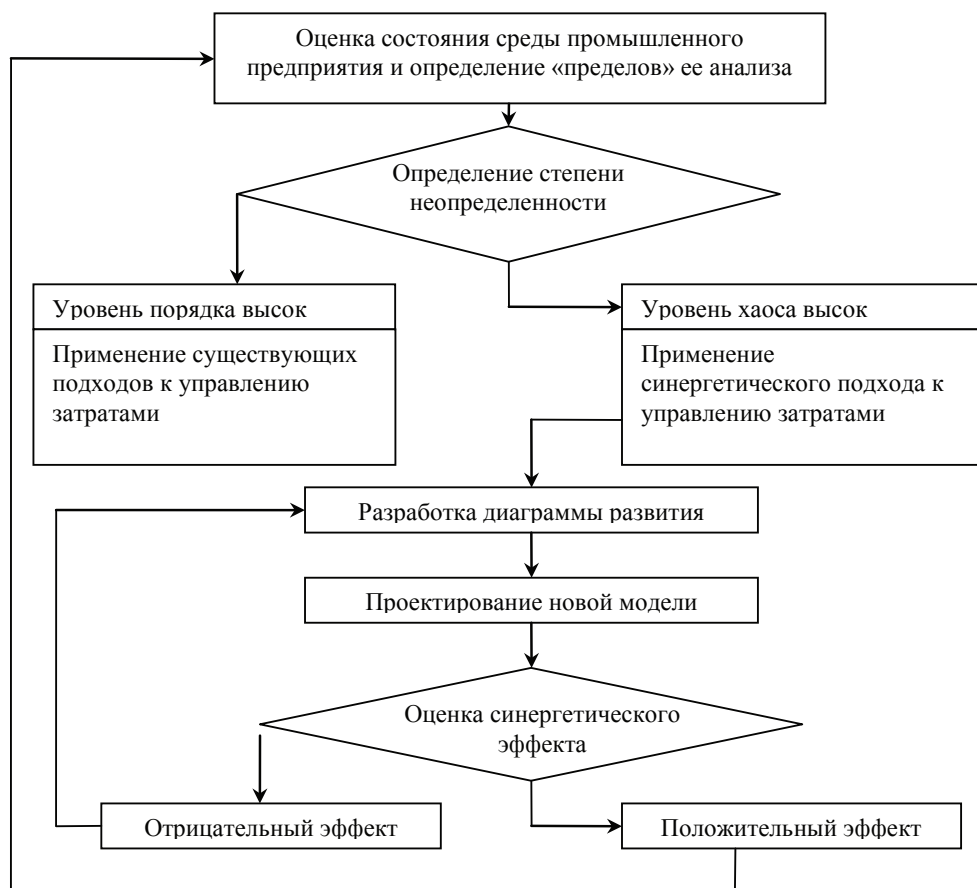 Оценка состояния среды промышленного
предприятия и определение «пределов» ее анализа
Определение степени
неопределенности
Уровень порядка высок
Применение существующих
подходов к управлению
затратами
Уровень хаоса высок
Применение
синергетического подхода к
управлению затратами
Разработка диаграммы развития
Проектирование новой модели
Оценка синергетического
эффекта
Отрицательный эффект
Положительный эффект